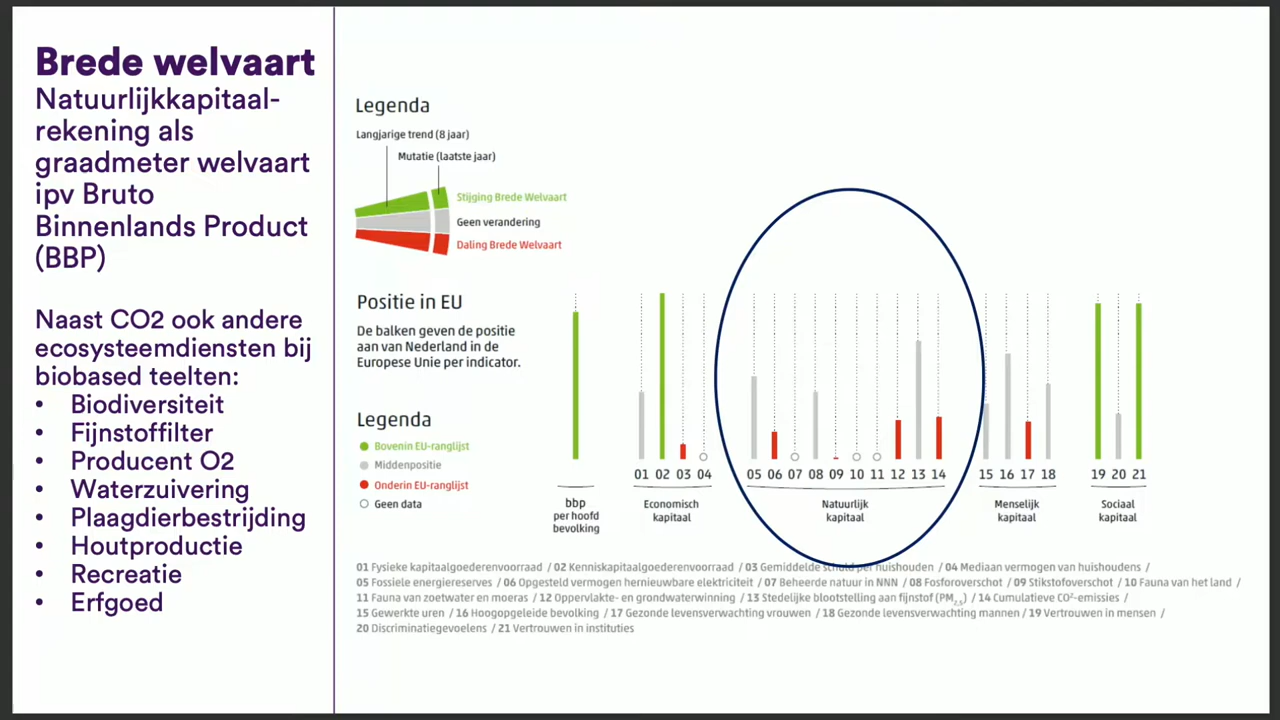 Brede welvaart
Natuurlijkkapitaal-
rekening als
graadmeter welvaart
ipv Bruto
Binnenlands Product
(BBP)
Naast CO2 ook andere
ecosysteemdiensten bij
biobased teelten:
• Biodiversiteit
• Fijnstoffilter
• Producent O2
• Waterzuivering
• Plaagdierbestrijding
• Houtproductie
• Recreatie
• Erfgoed
Legenda
Langjarige trend (8 jaar)
Mutatie (laatste jaar)
Stijging Brede Welvaart
Geen verandering
Daling Brede Welvaart
Positie in EU
De balken geven de positie
aan van Nederland in de
Europese Unie per indicator.
Legenda
Bovenin EU-ranglijst
Middenpositie
Onderin EU-ranglijst
Geen data
01 02 03 04 05 06 07 08 09 10 11 12 13 14 15 16 17 18 19 20 21
bbp
per hoofd
bevolking
Economisch
kapitaal
Natuurlijk
kapitaal
Menselijk
kapitaal
Sociaal
kapitaal
01 Fysieke kapitaalgoederenvoorraad / 02 Kenniskapitaalgoederenvoorraad / 03 Gemiddelde schuld per huishouden / 04 Mediaan vermogen van huishoudens /
05 Fossiele energiereserves / 06 Opgesteld vermogen hernieuwbare elektriciteit / 07 Beheerde natuur in NNN / 08 Fosforoverschot / 09 Stikstofoverschot / 10 Fauna van het land /
11 Fauna van zoetwater en moeras / 12 Oppervlakte- en grondwaterwinning / 13 Stedelijke blootstelling aan fijnstof (PM2,5) / 14 Cumulatieve CO2-emissies /
15 Gewerkte uren / 16 Hoogopgeleide bevolking / 17 Gezonde levensverwachting vrouwen / 18 Gezonde levensverwachting mannen / 19 Vertrouwen in mensen /
20 Discriminatiegevoelens / 21 Vertrouwen in instituties